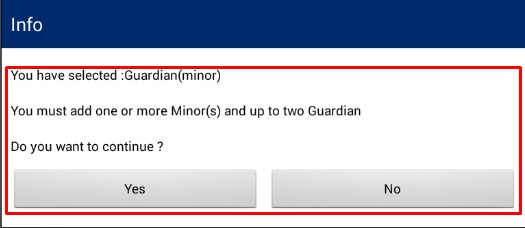 Info
You have selected :Guardian(minor)
You must add one or more Minor(s) and up to two Guardian
Do you want to continue ?
Yes No